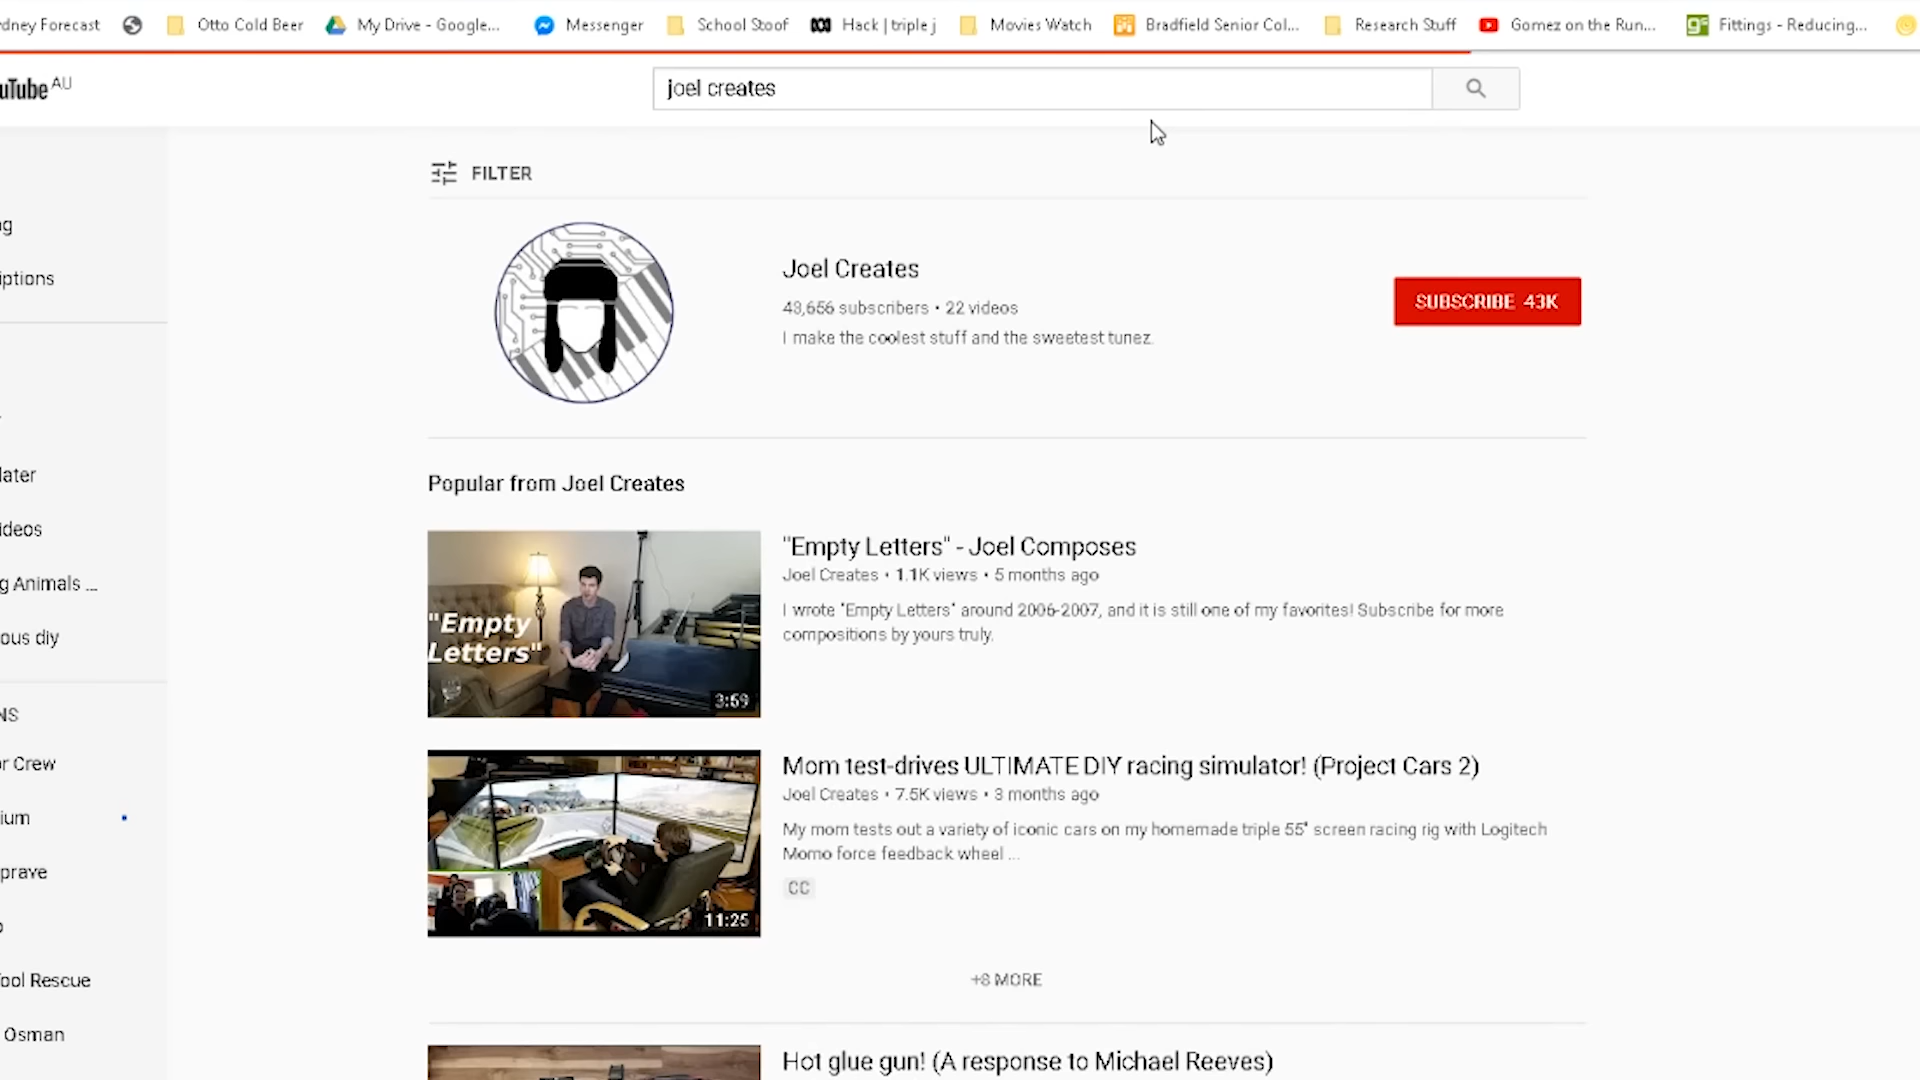 dney Forecast Otto Cold Beer My Drive - Google... Messenger School Stoof Hack | triple j Movies Watch Bradfield Senior Col... Research Stuff Gomez on the Run... Fittings - Reducing...
uTube AU
joel creates
FILTER
g
iptions
Joel Creates
43,656 subscribers • 22 videos
SUBSCRIBE 43K
I make the coolest stuff and the sweetest tunez.
later
Popular from Joel Creates
ideos
"Empty Letters" - Joel Composes
Joel Creates • 1.1K views • 5 months ago
g Animals ...
I wrote "Empty Letters" around 2006-2007, and it is still one of my favorites! Subscribe for more
compositions by yours truly.
"Empty
Letters"
ous diy
3:59
NS
r Crew
Mom test-drives ULTIMATE DIY racing simulator! (Project Cars 2)
Joel Creates • 7.5K views • 3 months ago
ium
My mom tests out a variety of iconic cars on my homemade triple 55" screen racing rig with Logitech
Momo force feedback wheel ...
prave
CC
11:25
ool Rescue
+8 MORE
Osman
Hot glue gun! (A response to Michael Reeves)